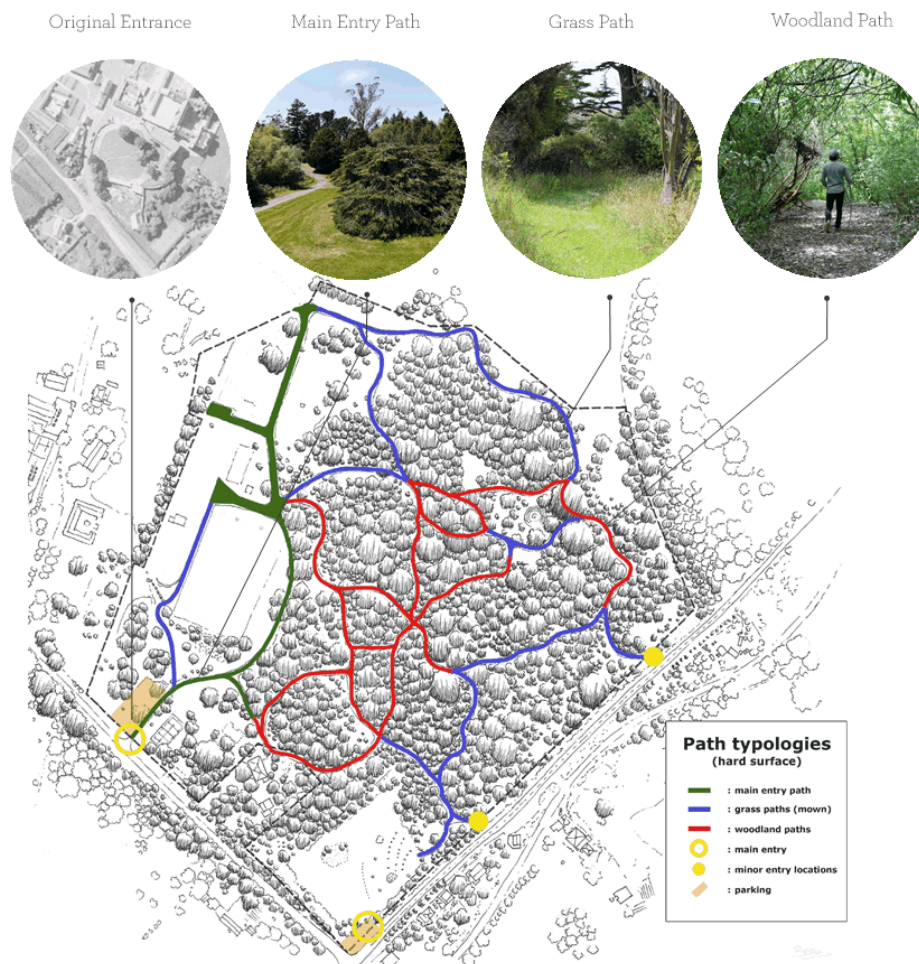 Original Entrance
Main Entry Path
Grass Path
Woodland Path
Path typologies
(hard surface)
: main entry path
: grass paths (mown)
: woodland paths
: main entry
: minor entry locations
: parking